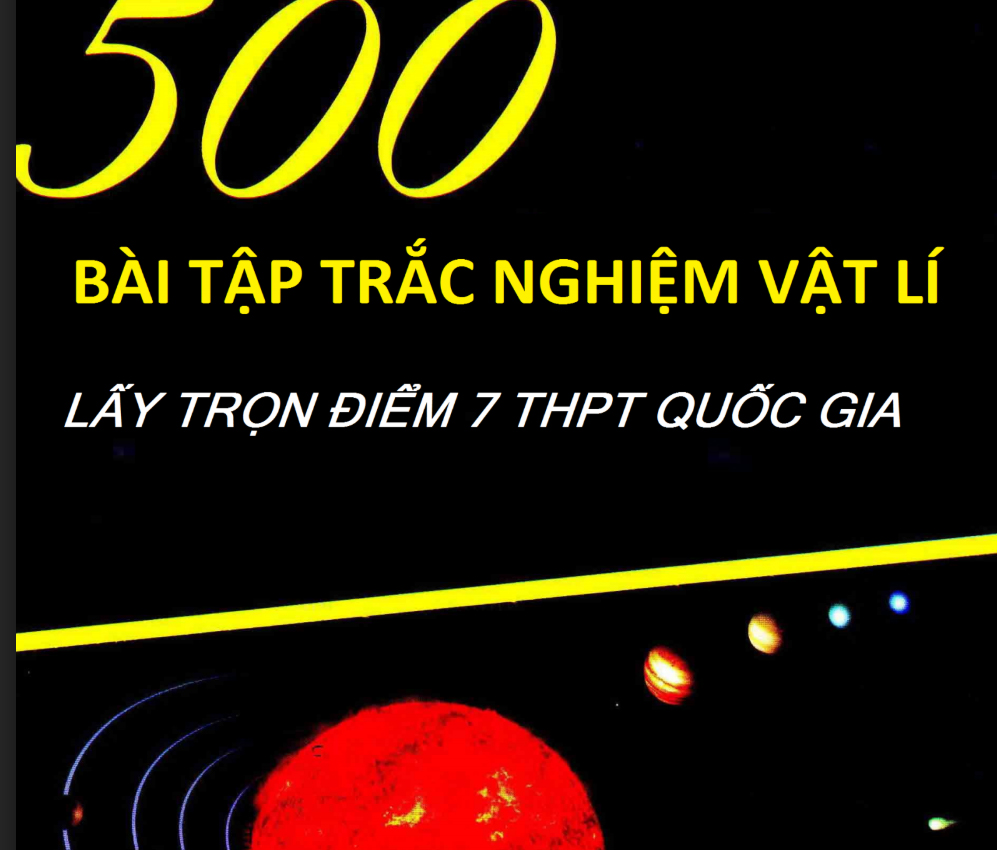 500
BÀI TẬP TRẮC NGHIỆM VẬT LÍ
LẤY TRỌN ĐIỂM 7 THPT QUỐC GIA